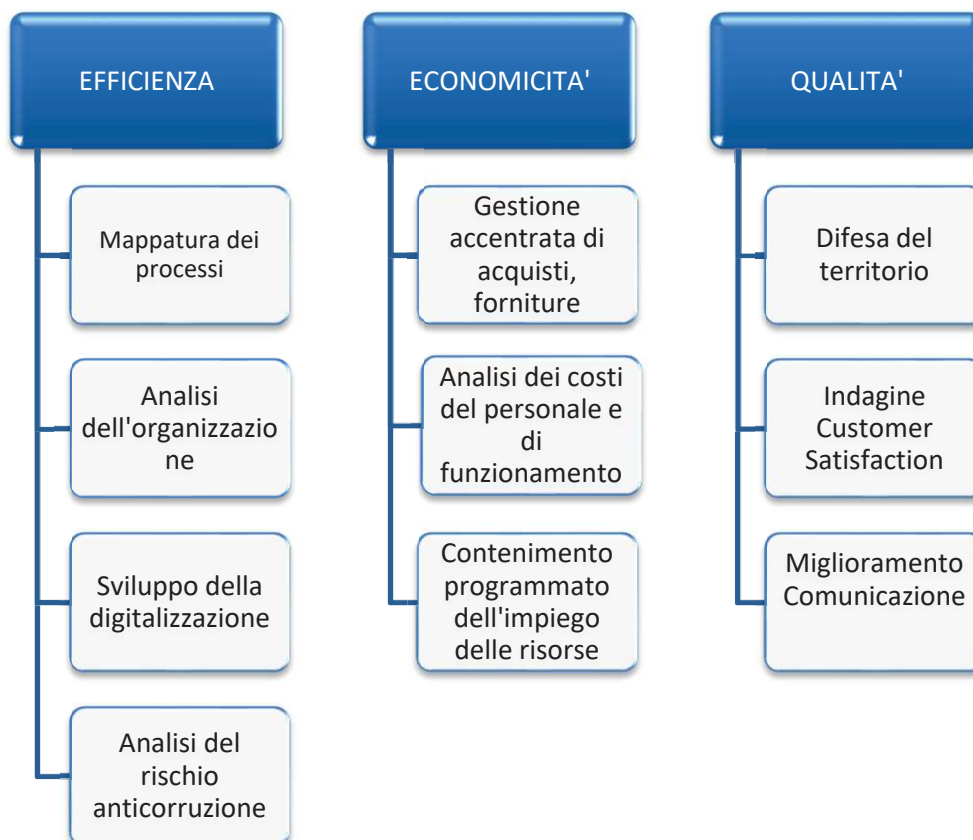 EFFICIENZA
Mappatura dei
processi
Analisi
dell'organizzazio
ne
Sviluppo della
digitalizzazione
Analisi del
rischio
anticorruzione
ECONOMICITA'
Gestione
accentrata di
acquisti,
forniture
Analisi dei costi
del personale e
di
funzionamento
Contenimento
programmato
dell'impiego
delle risorse
QUALITA'
Difesa del
territorio
Indagine
Customer
Satisfaction
Miglioramento
Comunicazione